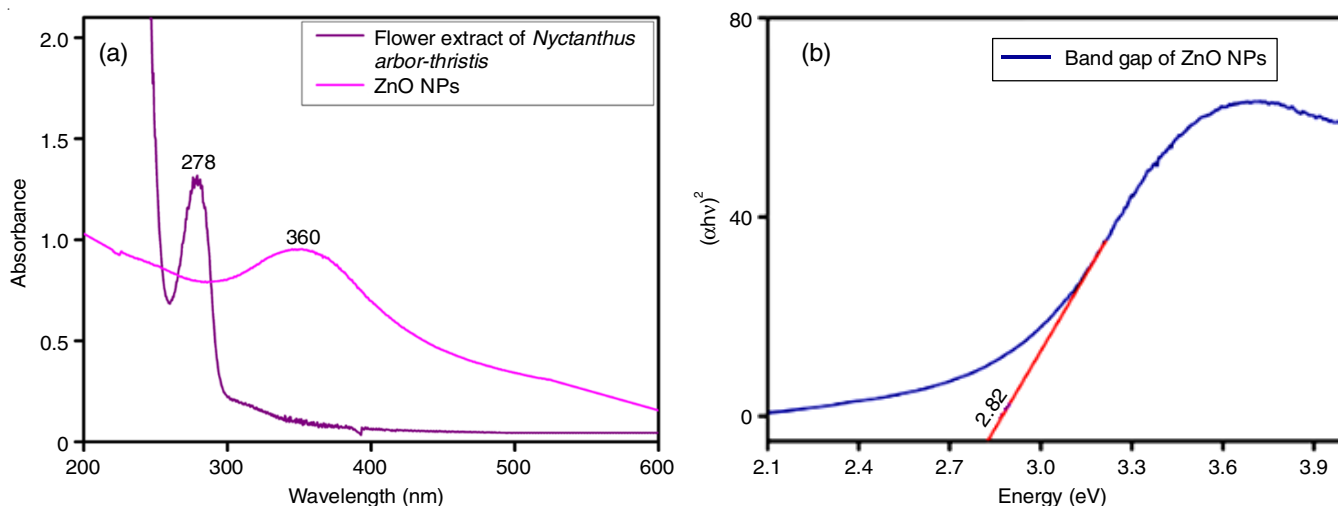 (a)
Flower extract of Nyctanthus
arbor-thristis
ZnO NPs
2.0
1.5
1.0
0.5
0
278
360
Absorbance
200
300
400
500
600
Wavelength (nm)
(b)
Band gap of ZnO NPs
80
40
0
(αhν)²
2.82
2.1
2.4
2.7
3.0
3.3
3.6
3.9
Energy (eV)